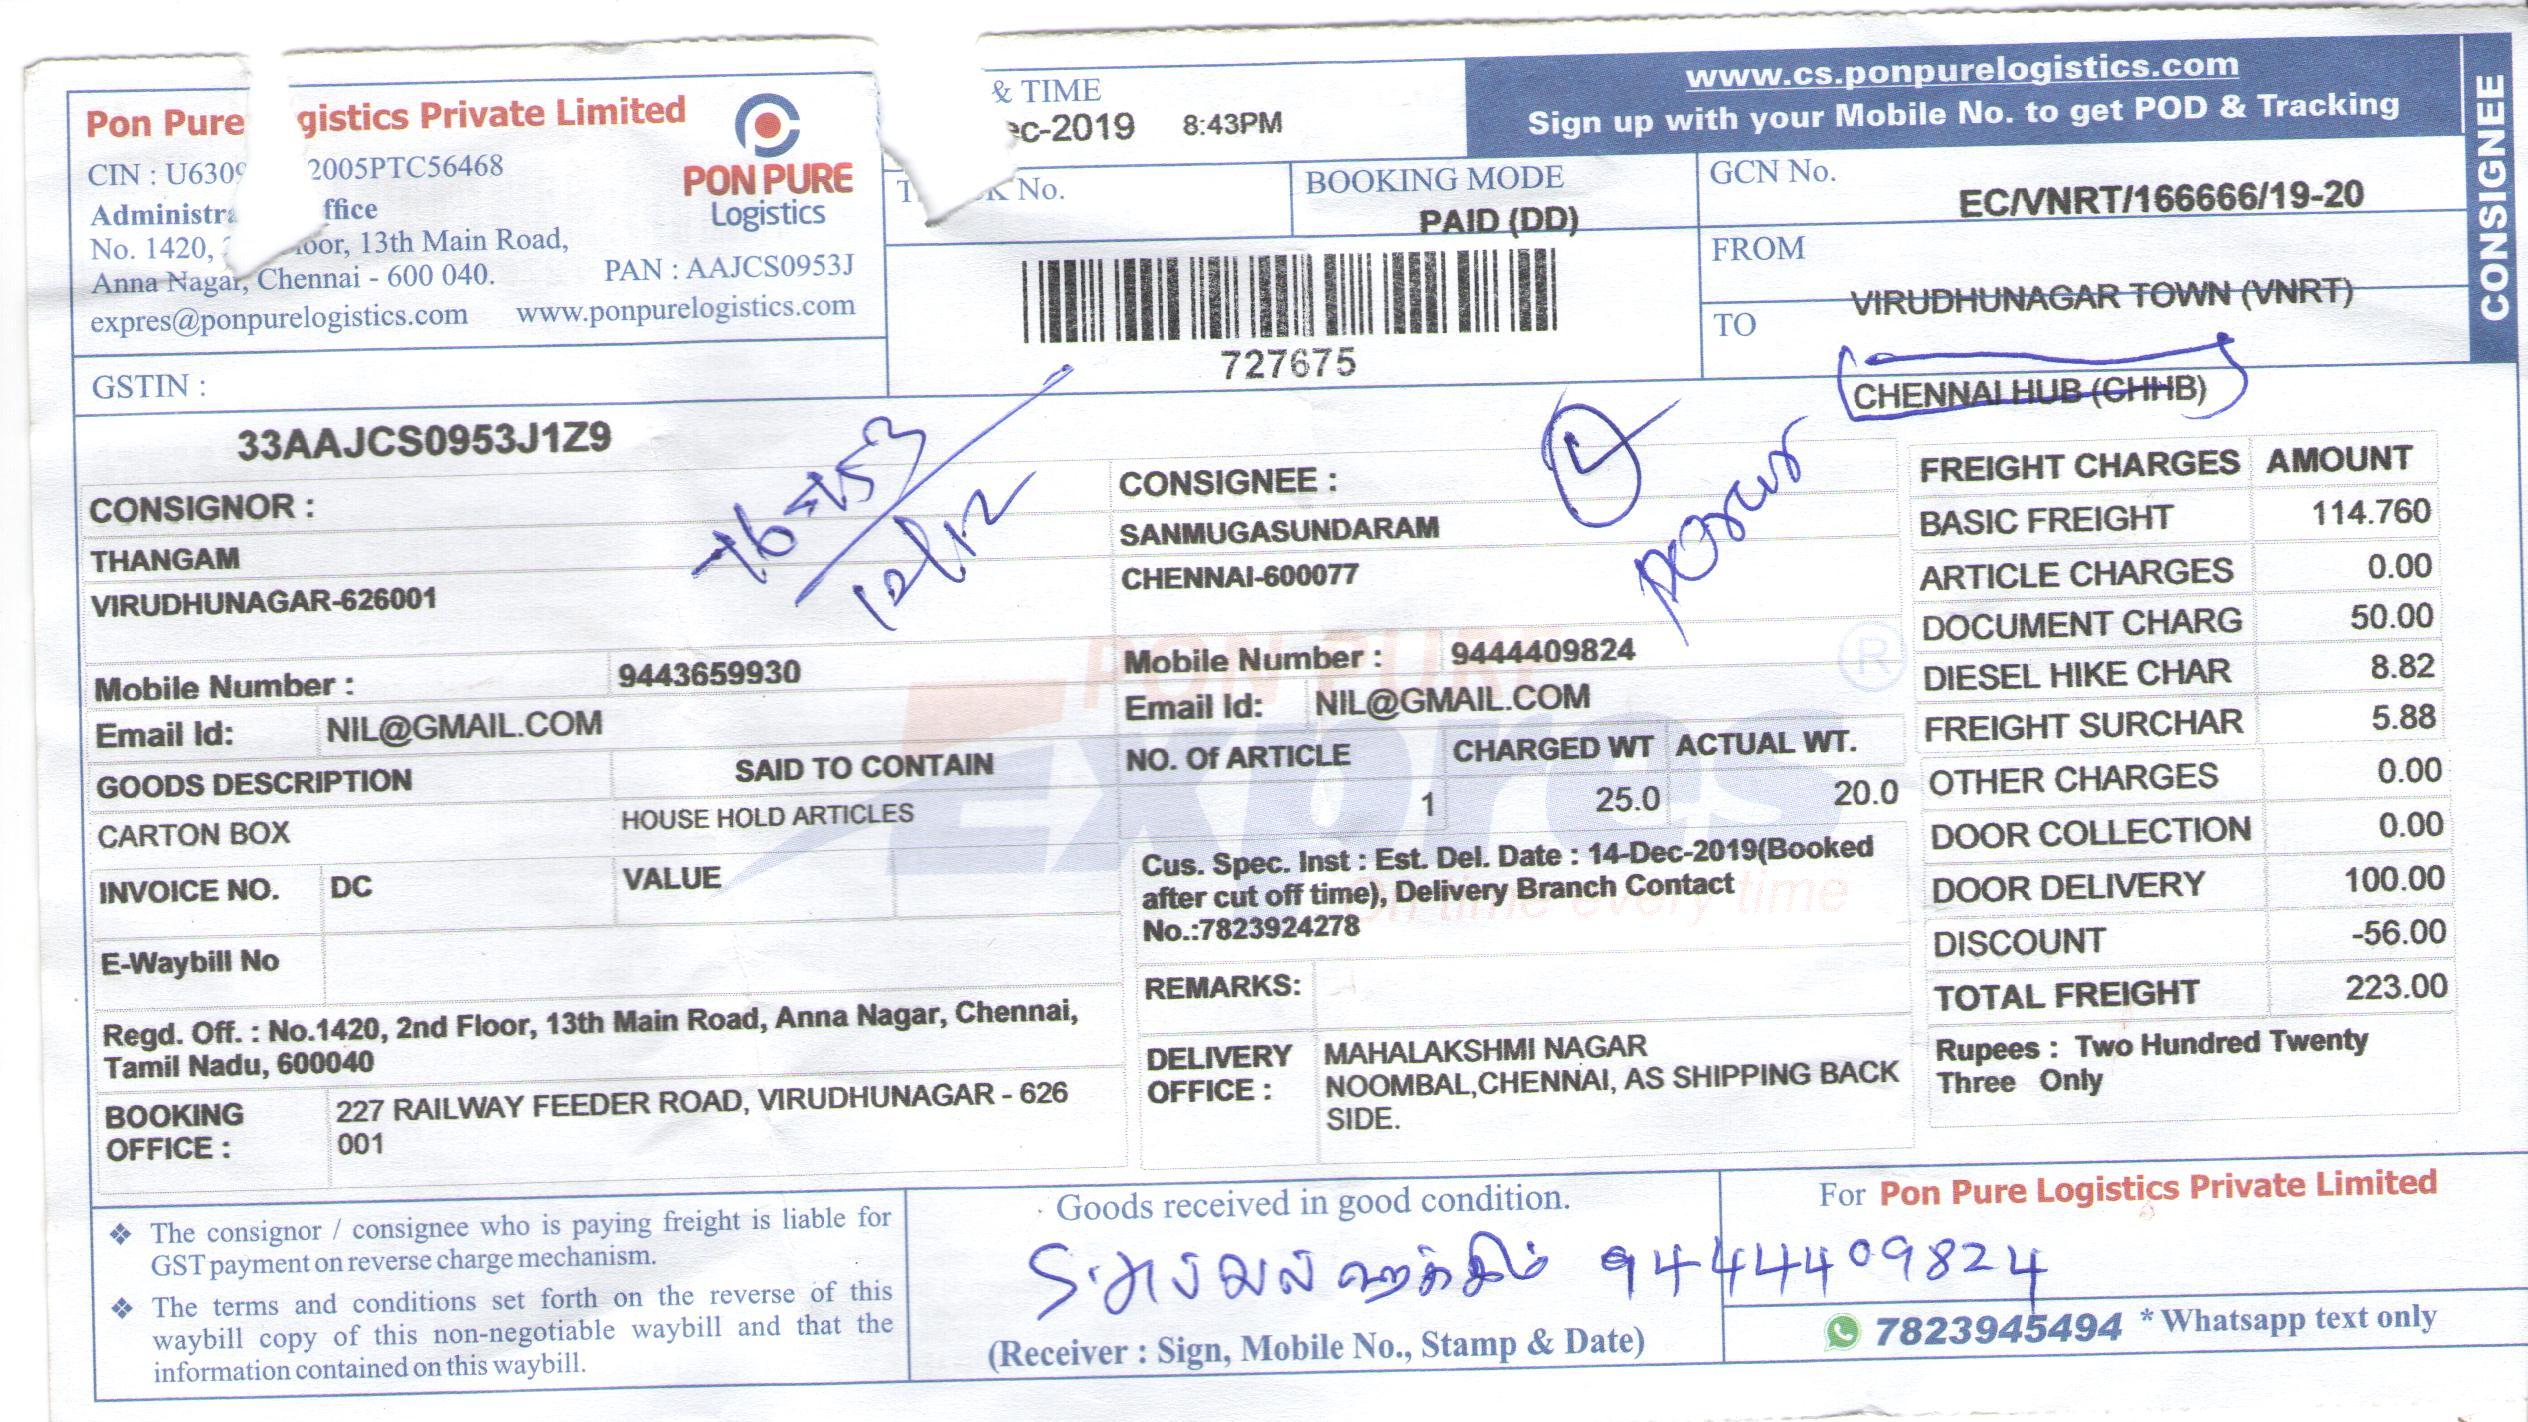 Pon Pure gistics Private Limited
CIN : U6309 2005PTC56468
Administra ffice
No. 1420, oor, 13th Main Road,
Anna Nagar, Chennai - 600 040.
PAN : AAJCS0953J
expres@ponpurelogistics.com www.ponpurelogistics.com
PON PURE
Logistics
GSTIN :
33AAJCS0953J1Z9
& TIME
ec-2019 8:43PM
No.
BOOKING MODE
PAID (DD)
727675
www.cs.ponpurelogistics.com
Sign up with your Mobile No. to get POD & Tracking
CONSIGNEE
GCN No.
EC/VNRT/166666/19-20
FROM
VIRUDHUNAGAR TOWN (VNRT)
TO
CHENNAI HUB (CHHB)
12/12
CONSIGNOR :
THANGAM
VIRUDHUNAGAR-626001
Mobile Number : 9443659930
Email Id: NIL@GMAIL.COM
GOODS DESCRIPTION SAID TO CONTAIN
CARTON BOX HOUSE HOLD ARTICLES
INVOICE NO. DC VALUE
E-Waybill No
Regd. Off. : No.1420, 2nd Floor, 13th Main Road, Anna Nagar, Chennai,
Tamil Nadu, 600040
BOOKING OFFICE : 227 RAILWAY FEEDER ROAD, VIRUDHUNAGAR - 626
001
CONSIGNEE :
SANMUGASUNDARAM
CHENNAI-600077
Mobile Number : 9444409824
Email Id: NIL@GMAIL.COM
NO. Of ARTICLE CHARGED WT ACTUAL WT.
1 25.0 20.0
Cus. Spec. Inst : Est. Del. Date : 14-Dec-2019(Booked
after cut off time), Delivery Branch Contact
No.:7823924278
REMARKS:
DELIVERY OFFICE : MAHALAKSHMI NAGAR
NOOMBAL,CHENNAI, AS SHIPPING BACK
SIDE.
PON PURE
Expres ®
On time every time
FREIGHT CHARGES AMOUNT
BASIC FREIGHT 114.760
ARTICLE CHARGES 0.00
DOCUMENT CHARG 50.00
DIESEL HIKE CHAR 8.82
FREIGHT SURCHAR 5.88
OTHER CHARGES 0.00
DOOR COLLECTION 0.00
DOOR DELIVERY 100.00
DISCOUNT -56.00
TOTAL FREIGHT 223.00
Rupees : Two Hundred Twenty
Three Only
❖ The consignor / consignee who is paying freight is liable for
GST payment on reverse charge mechanism.
❖ The terms and conditions set forth on the reverse of this
waybill copy of this non-negotiable waybill and that the
information contained on this waybill.
Goods received in good condition.
9444409824
(Receiver : Sign, Mobile No., Stamp & Date)
For Pon Pure Logistics Private Limited
7823945494 * Whatsapp text only